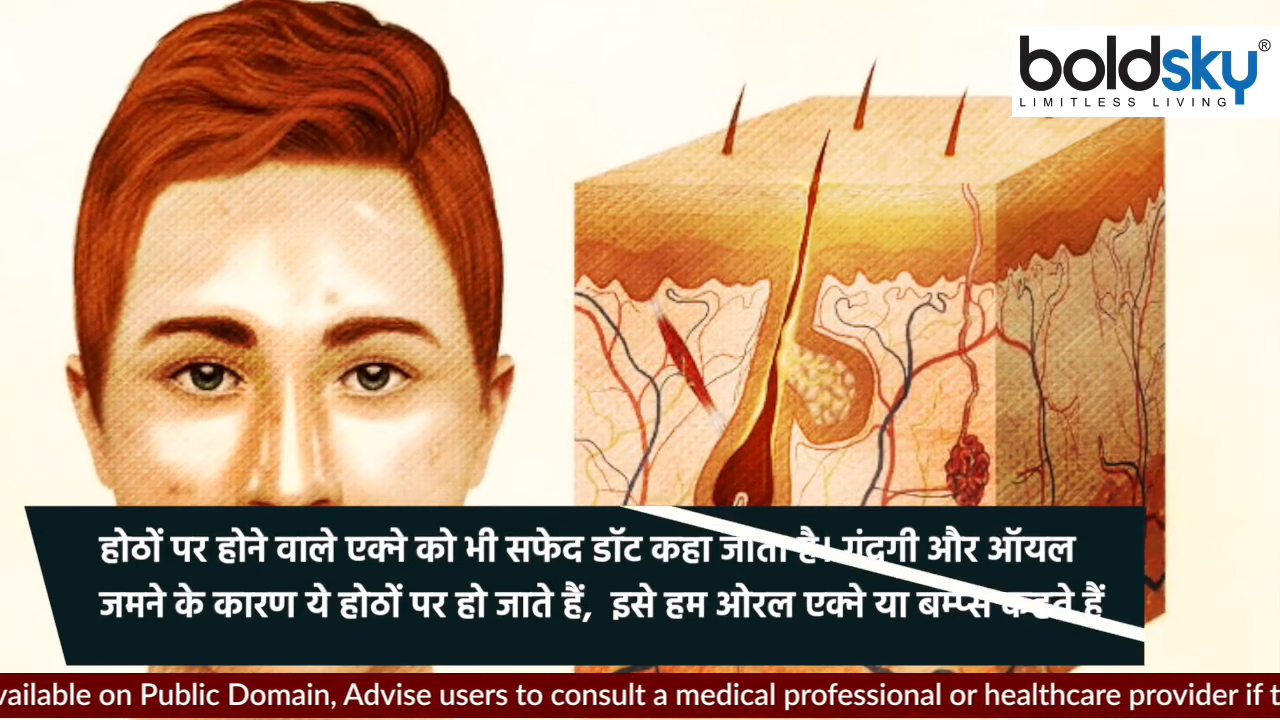 boldsky®
LIMITLESS LIVING
होठों पर होने वाले एक्ने को भी सफेद डॉट कहा जाता है। गंदगी और ऑयल
जमने के कारण ये होठों पर हो जाते हैं, इसे हम ओरल एक्ने या बम्प्स कहते हैं
vailable on Public Domain, Advise users to consult a medical professional or healthcare provider if t